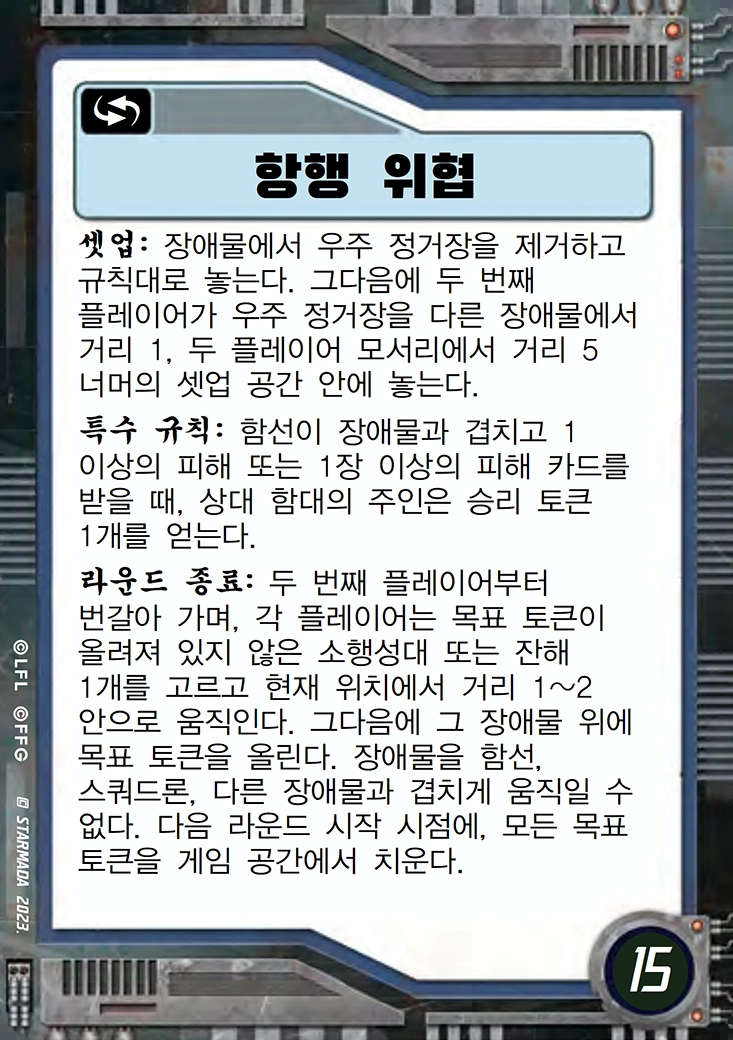 항행 위협
셋업: 장애물에서 우주 정거장을 제거하고
규칙대로 놓는다. 그다음에 두 번째
플레이어가 우주 정거장을 다른 장애물에서
거리 1, 두 플레이어 모서리에서 거리 5
너머의 셋업 공간 안에 놓는다.
특수 규칙: 함선이 장애물과 겹치고 1
이상의 피해 또는 1장 이상의 피해 카드를
받을 때, 상대 함대의 주인은 승리 토큰
1개를 얻는다.
라운드 종료: 두 번째 플레이어부터
번갈아 가며, 각 플레이어는 목표 토큰이
올려져 있지 않은 소행성대 또는 잔해
1개를 고르고 현재 위치에서 거리 1~2
안으로 움직인다. 그다음에 그 장애물 위에
목표 토큰을 올린다. 장애물을 함선,
스쿼드론, 다른 장애물과 겹치게 움직일 수
없다. 다음 라운드 시작 시점에, 모든 목표
토큰을 게임 공간에서 치운다.
©LFL ©FFG
© STARMADA 2023.
15